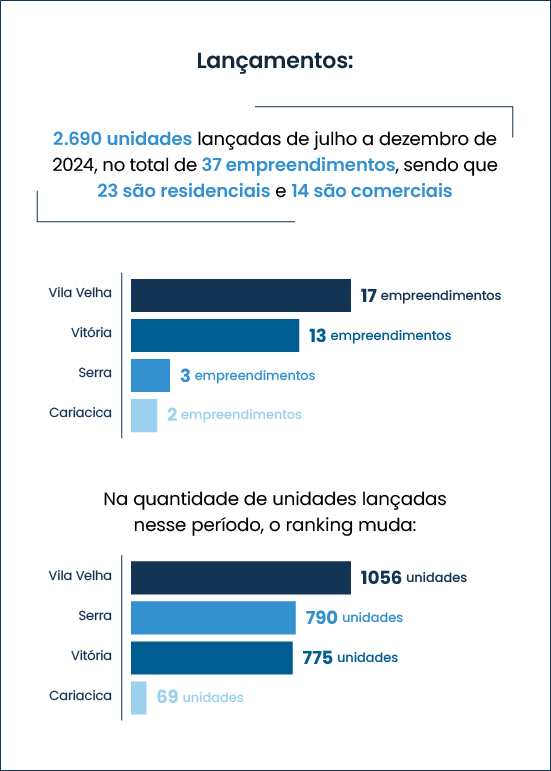 Lançamentos:
2.690 unidades lançadas de julho a dezembro de
2024, no total de 37 empreendimentos, sendo que
23 são residenciais e 14 são comerciais
Vila Velha 17 empreendimentos
Vitória 13 empreendimentos
Serra 3 empreendimentos
Cariacica 2 empreendimentos
Na quantidade de unidades lançadas
nesse período, o ranking muda:
Vila Velha 1056 unidades
Serra 790 unidades
Vitória 775 unidades
Cariacica 69 unidades